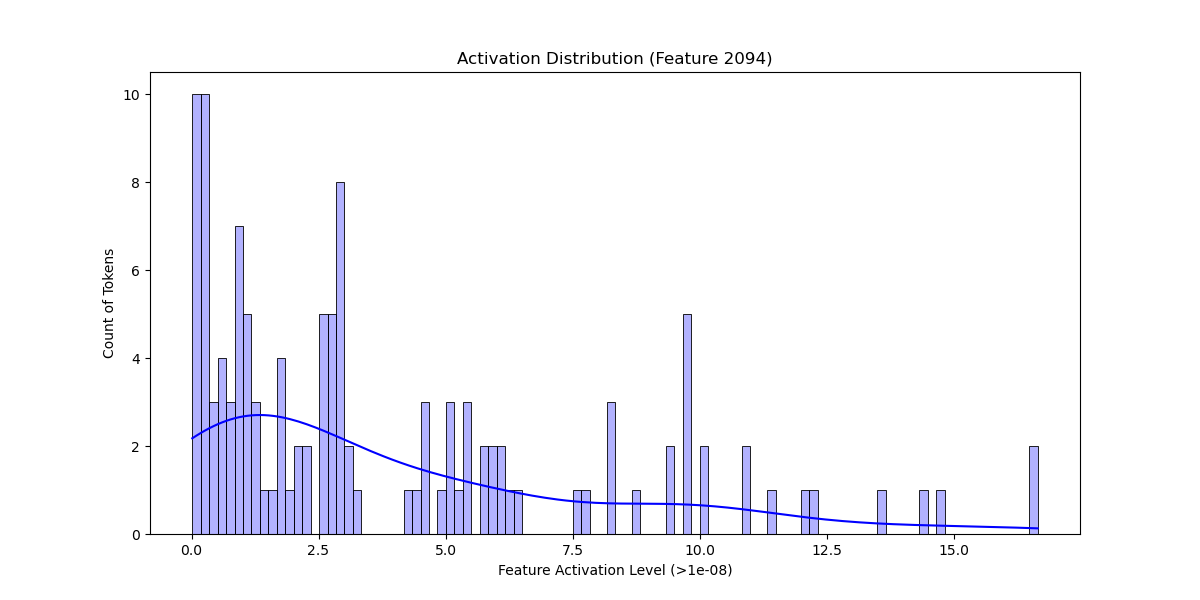 Activation Distribution (Feature 2094)
10
8
6
4
2
0
Count of Tokens
0.0 2.5 5.0 7.5 10.0 12.5 15.0
Feature Activation Level (>1e-08)